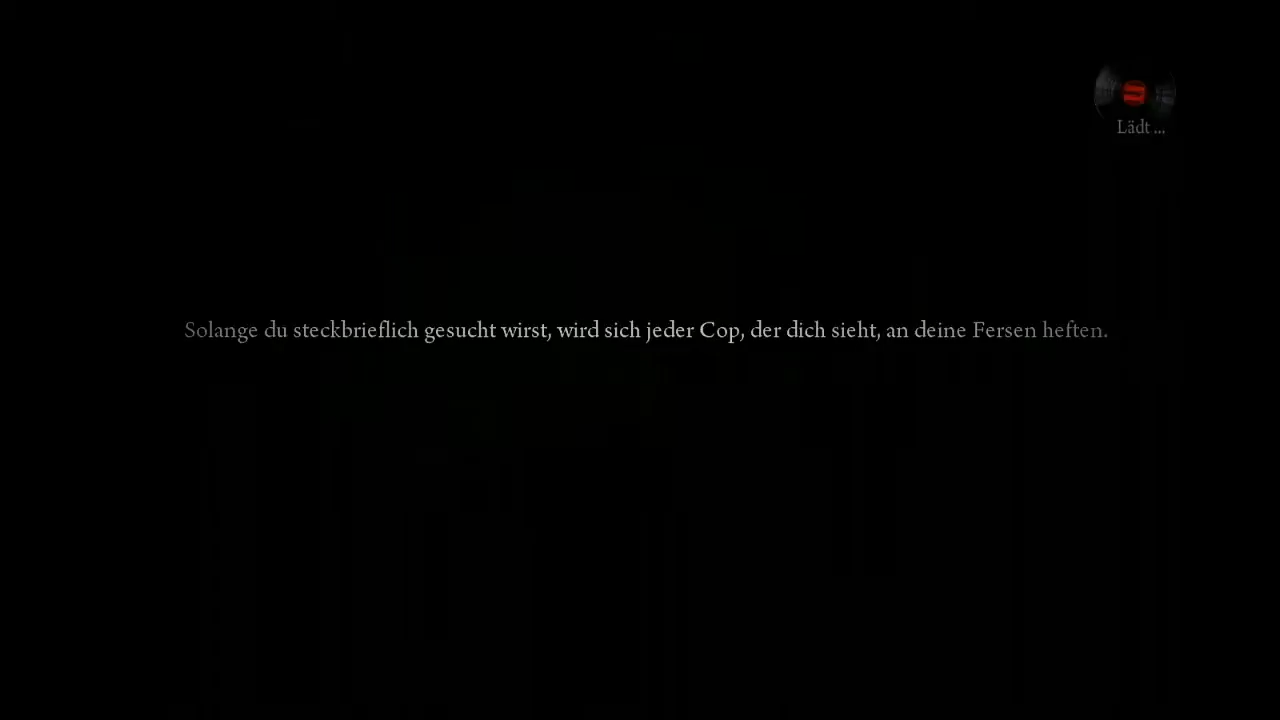 Lädt ...
Solange du steckbrieflich gesucht wirst, wird sich jeder Cop, der dich sieht, an deine Fersen heften.